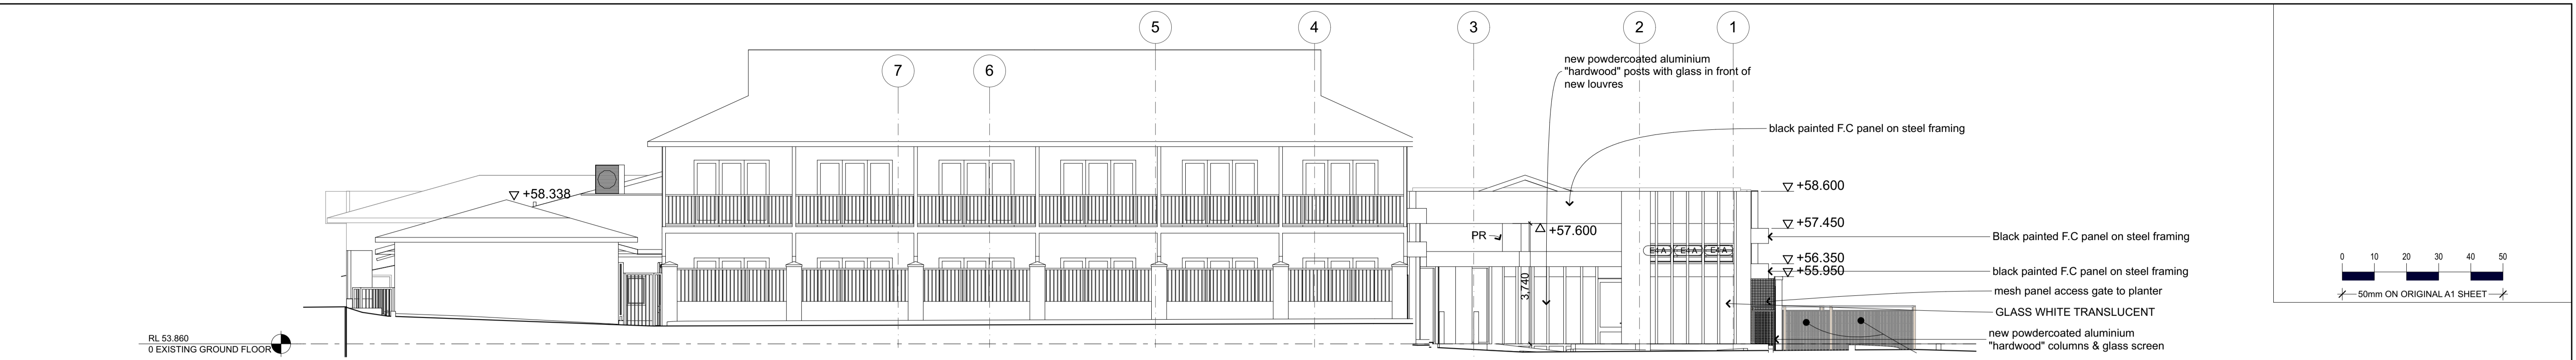 5
4
3
2
1
7
6
new powdercoated aluminium
"hardwood" posts with glass in front of
new louvres
black painted F.C panel on steel framing
+58.338
+58.600
+57.450
+57.600
PR
Black painted F.C panel on steel framing
E4 A
E4 A
E4 A
+56.350
+55.950
black painted F.C panel on steel framing
mesh panel access gate to planter
3,740
GLASS WHITE TRANSLUCENT
new powdercoated aluminium
"hardwood" columns & glass screen
RL 53.860
0 EXISTING GROUND FLOOR
0 10 20 30 40 50
50mm ON ORIGINAL A1 SHEET